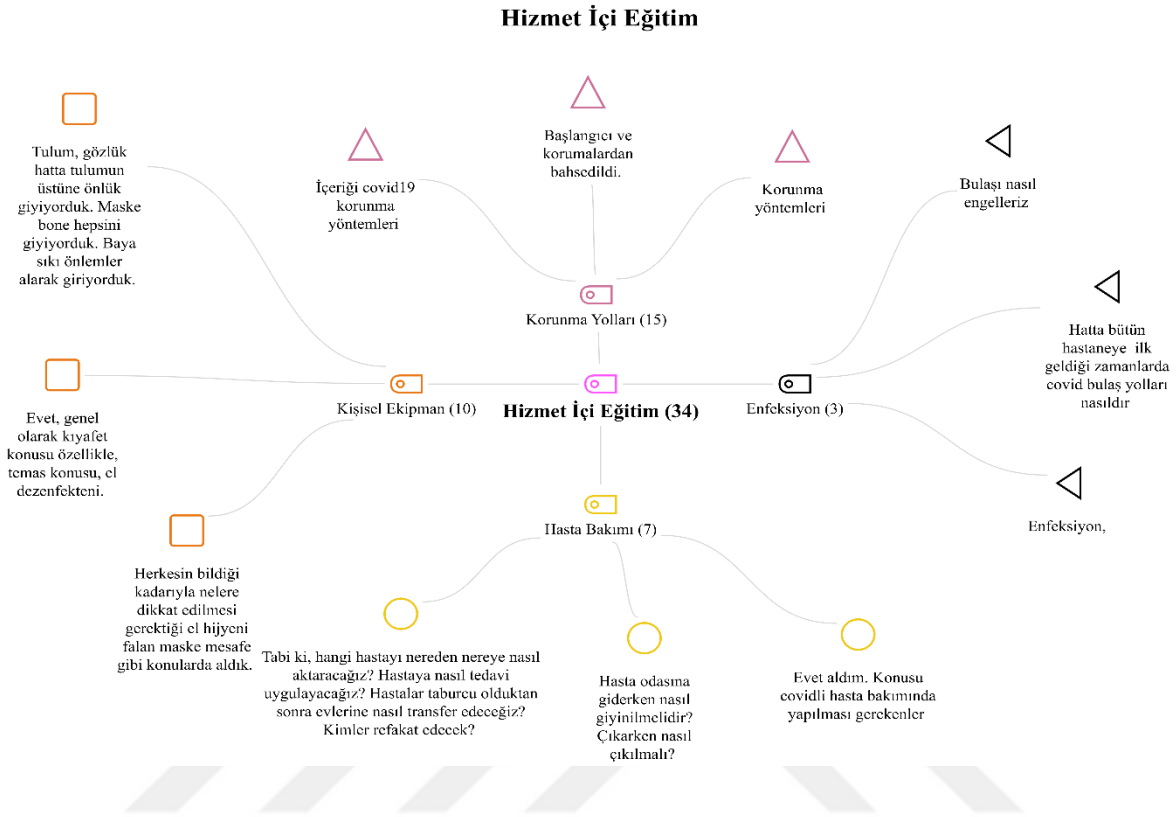 Hizmet İçi Eğitim
Tulum, gözlük
hatta tulumun
üstüne önlük
giyiyorduk. Maske
bone hepsini
giyiyorduk. Baya
sıkı önlemler
alarak giriyorduk.
İçeriği covid19
korunma
yöntemleri
Başlangıcı ve
korumalardan
bahsedildi.
Korunma
yöntemleri
Bulaşı nasıl
engelleriz
Korunma Yolları (15)
Hatta bütün
hastaneye ilk
geldiği zamanlarda
covid bulaş yolları
nasıldır
Kişisel Ekipman (10)
Hizmet İçi Eğitim (34)
Enfeksiyon (3)
Evet, genel
olarak kıyafet
konusu özellikle,
temas konusu, el
dezenfekteni.
Hasta Bakımı (7)
Enfeksiyon,
Herkesin bildiği
kadarıyla nelere
dikkat edilmesi
gerektiği el hijyeni
falan maske mesafe
gibi konularda aldık.
Tabi ki, hangi hastayı nereden nereye nasıl
aktaracağız? Hastaya nasıl tedavi
uygulayacağız? Hastalar taburcu olduktan
sonra evlerine nasıl transfer edeceğiz?
Kimler refakat edecek?
Hasta odasına
giderken nasıl
giyinilmelidir?
Çıkarken nasıl
çıkılmalı?
Evet aldım. Konusu
covidli hasta bakımında
yapılması gerekenler